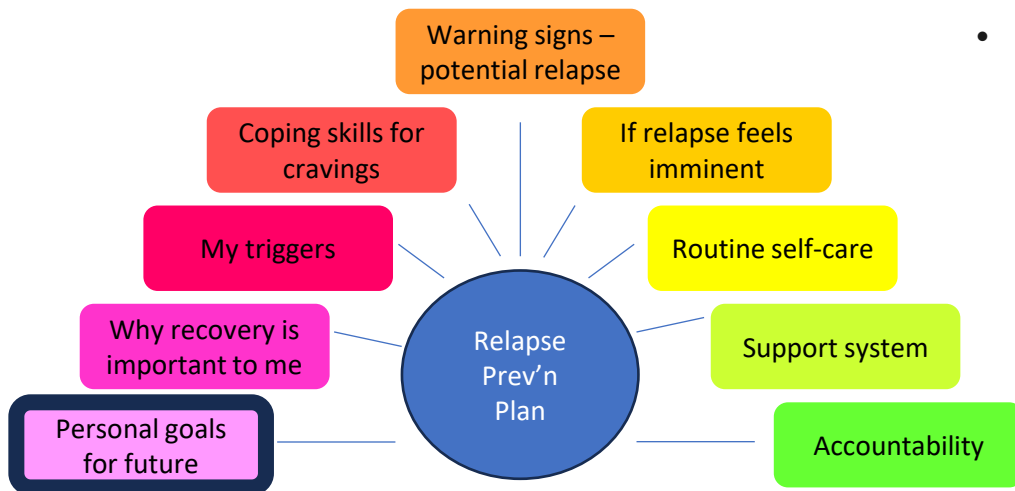 Warning signs –
potential relapse
Coping skills for
cravings
If relapse feels
imminent
My triggers
Routine self-care
Why recovery is
important to me
Relapse
Prev’n
Plan
Support system
Personal goals
for future
Accountability